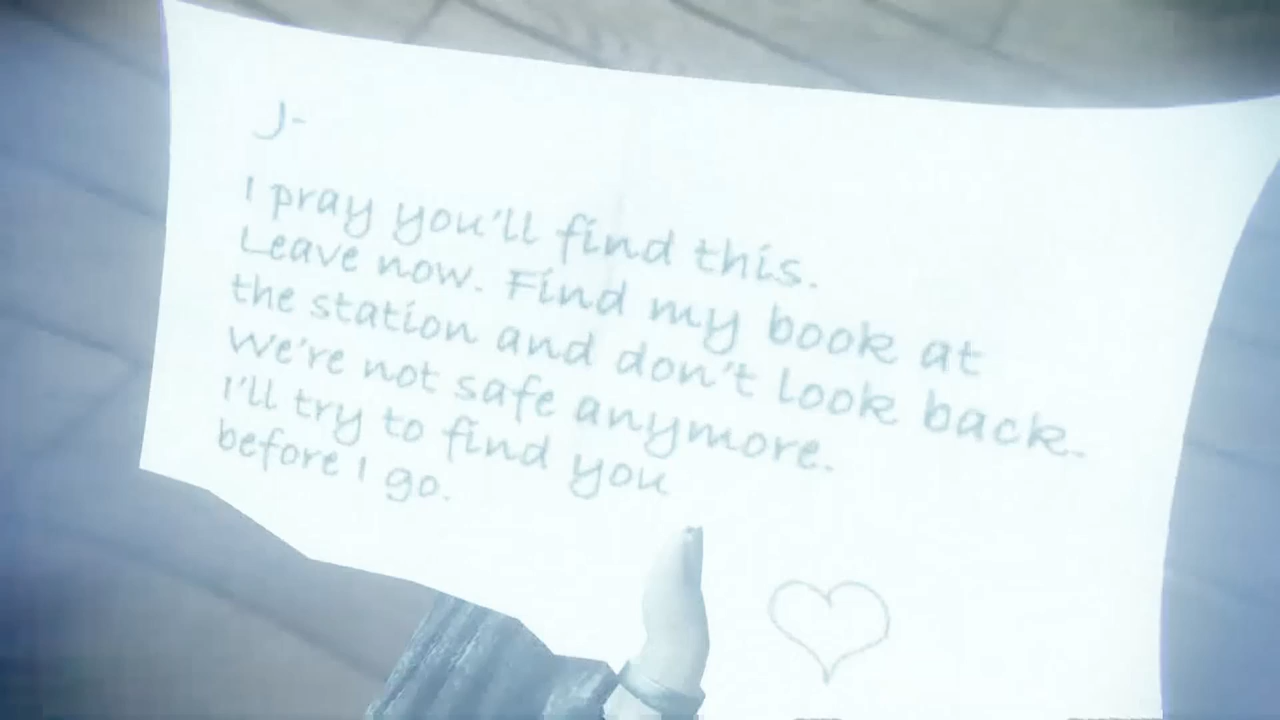 J-
I pray you'll find this.
Leave now. Find my book at
the station and don't look back.
We're not safe anymore.
I'll try to find you
before I go.